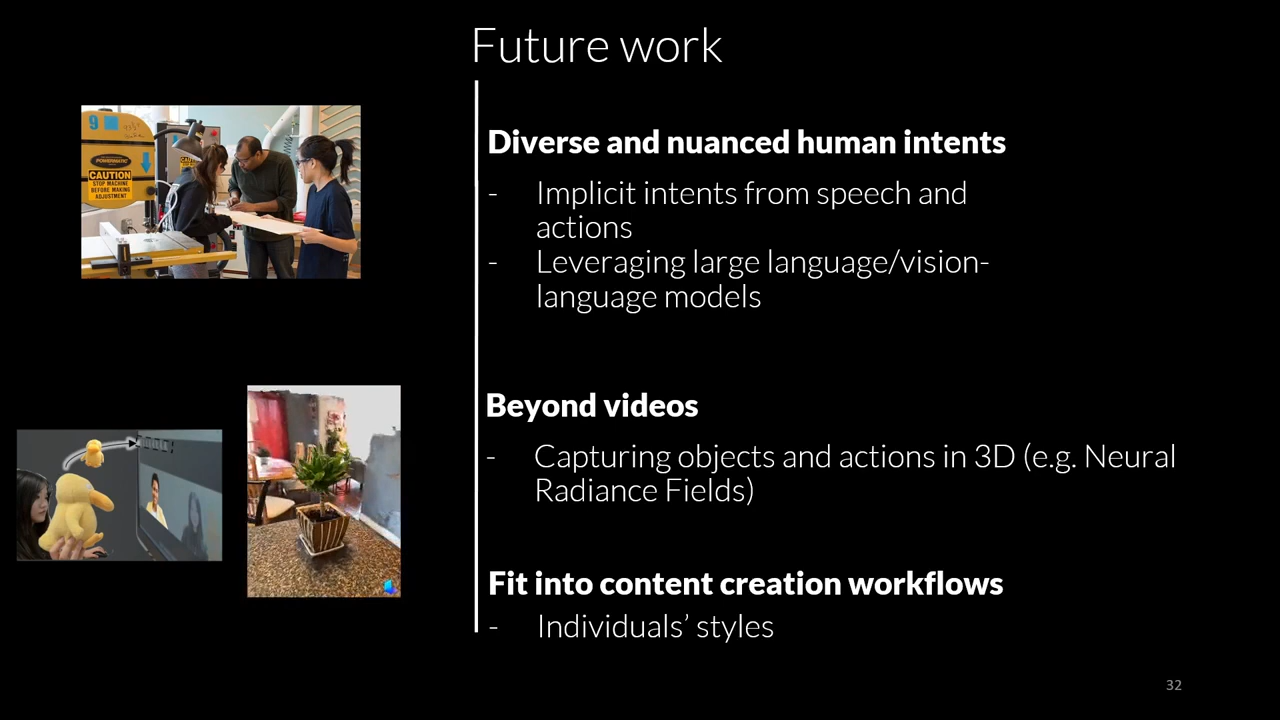 Future work
Diverse and nuanced human intents
- Implicit intents from speech and
actions
- Leveraging large language/vision-
language models
Beyond videos
- Capturing objects and actions in 3D (e.g. Neural
Radiance Fields)
Fit into content creation workflows
- Individuals’ styles
9
POWERMATIC
CAUTION
STOP MACHINE
BEFORE MAKING
ADJUSTMENT
32